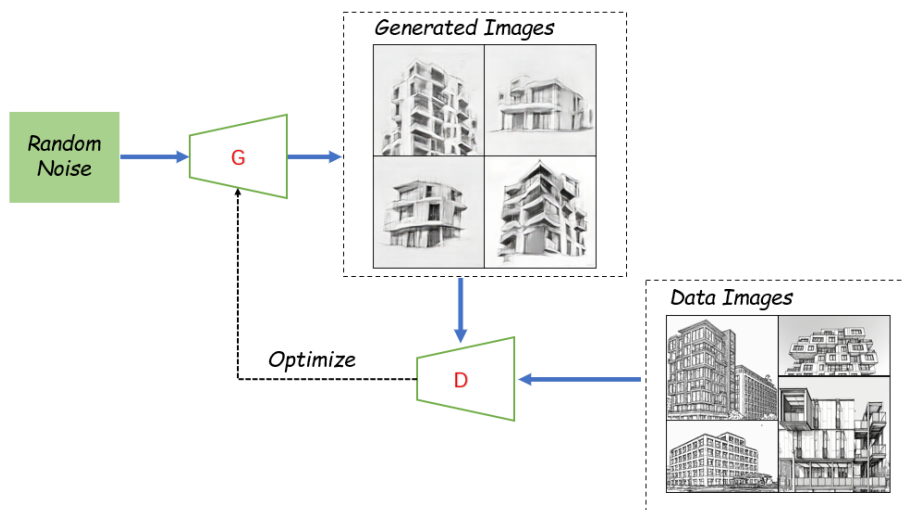 Generated Images
Random
Noise
G
Data Images
Optimize
D